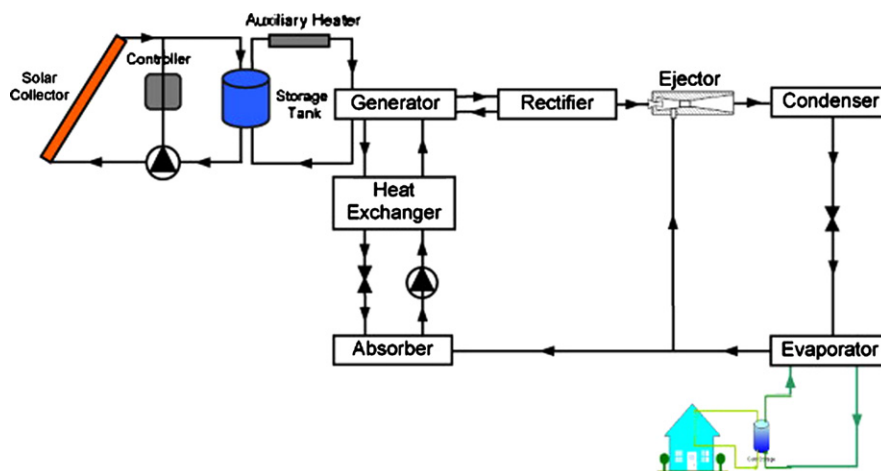 Auxiliary Heater
Controller
Solar
Collector
Storage
Tank
Generator
Rectifier
Ejector
Condenser
Heat
Exchanger
Absorber
Evaporator